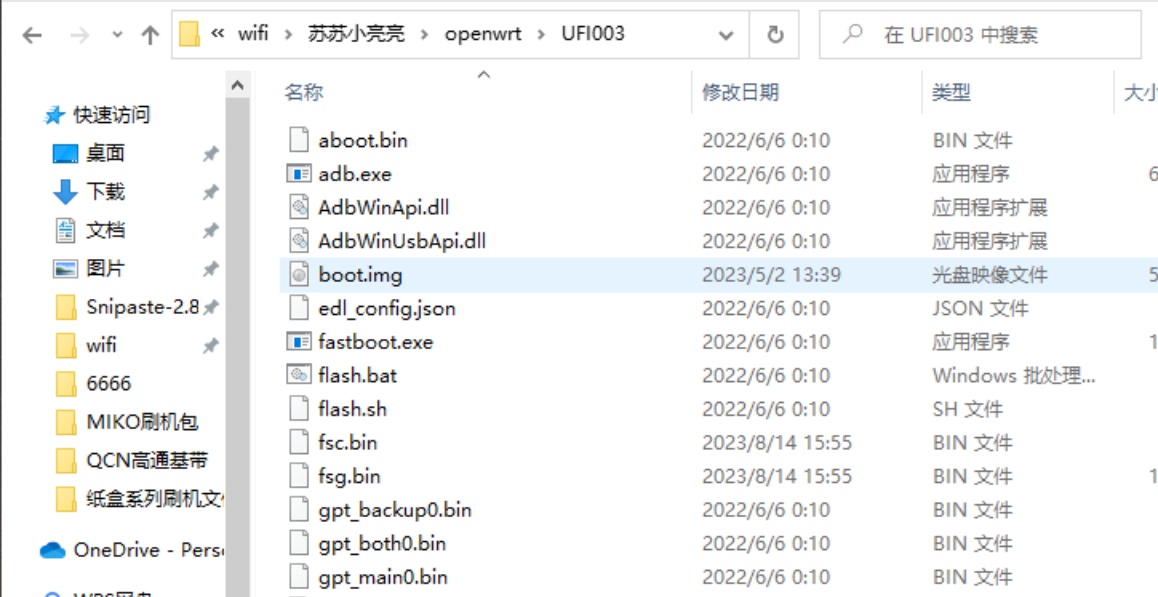 « wifi › 苏苏小亮亮 › openwrt › UFI003
在 UFI003 中搜索
名称 修改日期 类型 大小
快速访问
桌面
下载
文档
图片
Snipaste-2.8
wifi
6666
MIKO刷机包
QCN高通基带
纸盒系列刷机文
OneDrive - Pers
aboot.bin 2022/6/6 0:10 BIN 文件
adb.exe 2022/6/6 0:10 应用程序 6
AdbWinApi.dll 2022/6/6 0:10 应用程序扩展
AdbWinUsbApi.dll 2022/6/6 0:10 应用程序扩展
boot.img 2023/5/2 13:39 光盘映像文件 5
edl_config.json 2022/6/6 0:10 JSON 文件
fastboot.exe 2022/6/6 0:10 应用程序 1
flash.bat 2022/6/6 0:10 Windows 批处理...
flash.sh 2022/6/6 0:10 SH 文件
fsc.bin 2023/8/14 15:55 BIN 文件
fsg.bin 2023/8/14 15:55 BIN 文件 1
gpt_backup0.bin 2022/6/6 0:10 BIN 文件
gpt_both0.bin 2022/6/6 0:10 BIN 文件
gpt_main0.bin 2022/6/6 0:10 BIN 文件